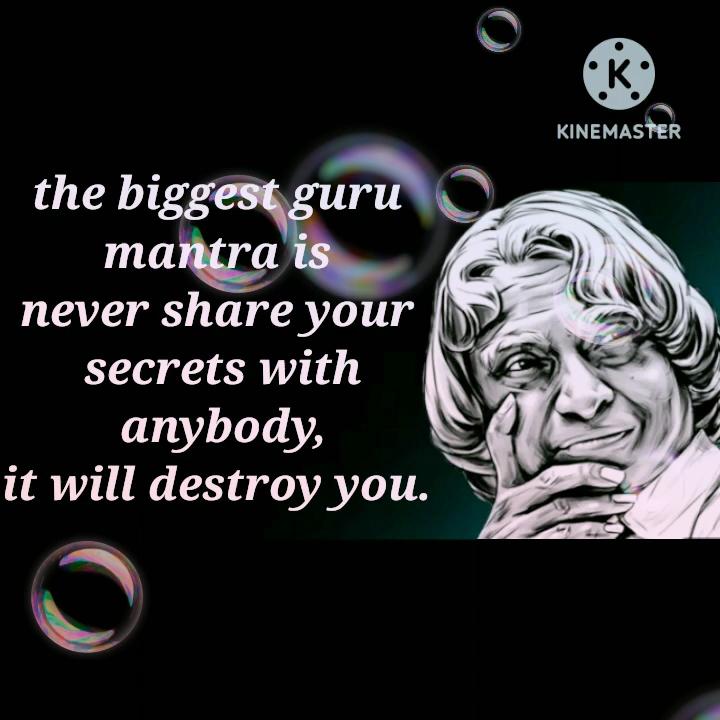 K
KINEMASTER
the biggest guru
mantra is
never share your
secrets with
anybody,
it will destroy you.